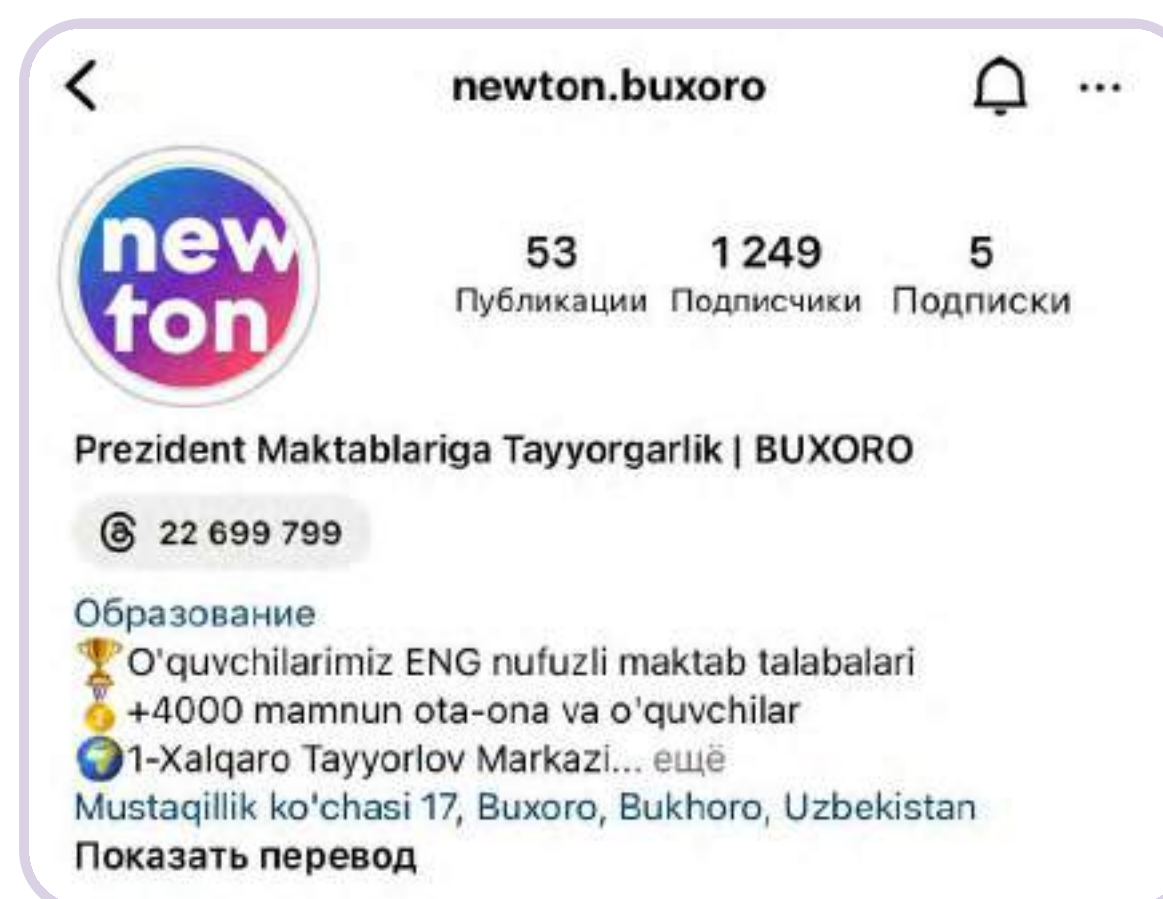 newton.buxoro
new
ton
53 1 249 5
Публикации Подписчики Подписки
Prezident Maktablariga Tayyorgarlik | BUXORO
22 699 799
Образование
🏆O'quvchilarimiz ENG nufuzli maktab talabalari
🏅+4000 mamnun ota-ona va o'quvchilar
🌍1-Xalqaro Tayyorlov Markazi... ещё
Mustaqillik ko'chasi 17, Buxoro, Bukhoro, Uzbekistan
Показать перевод